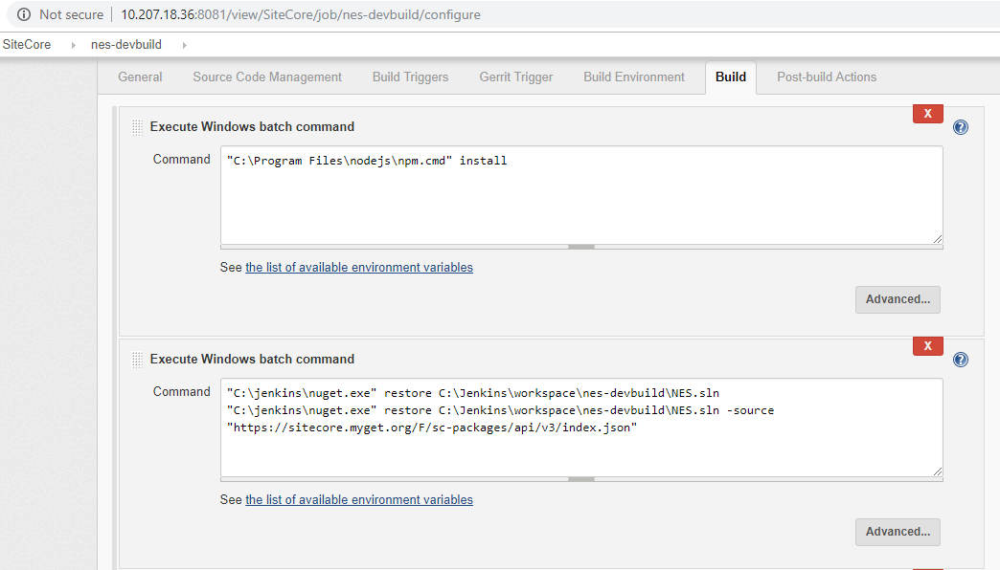 Not secure 10.207.18.36:8081/view/SiteCore/job/nes-devbuild/configure
SiteCore nes-devbuild
General Source Code Management Build Triggers Gerrit Trigger Build Environment Build Post-build Actions
X
Execute Windows batch command
?
Command "C:\Program Files\nodejs\npm.cmd" install
See the list of available environment variables
Advanced...
X
Execute Windows batch command
?
Command "C:\jenkins\nuget.exe" restore C:\Jenkins\workspace\nes-devbuild\NES.sln
"C:\jenkins\nuget.exe" restore C:\Jenkins\workspace\nes-devbuild\NES.sln -source
"https://sitecore.myget.org/F/sc-packages/api/v3/index.json"
See the list of available environment variables
Advanced...